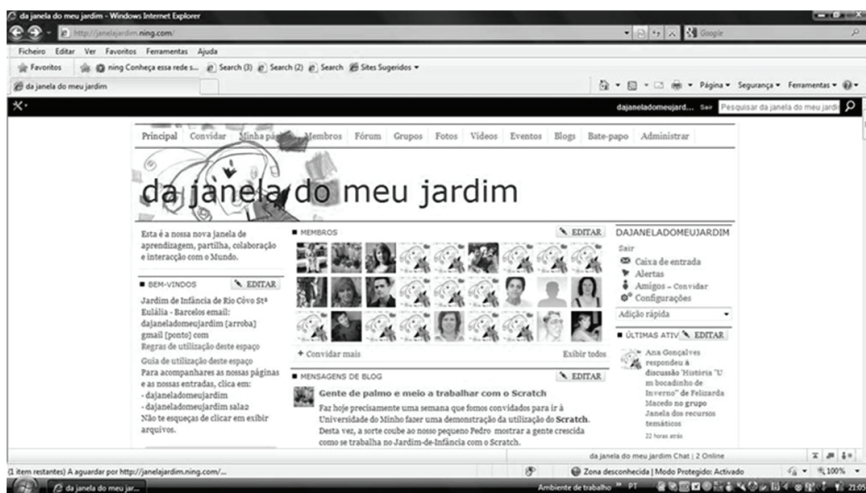 da janela do meu jardim - Windows Internet Explorer
http://janelajardim.ning.com/
Google
Ficheiro Editar Ver Favoritos Ferramentas Ajuda
Favoritos ning Conheça essa rede s... Search (3) Search (2) Search Sites Sugeridos
da janela do meu jardim
Página Segurança Ferramentas
dajaneladomeujard... Sair Pesquisar da janela do meu jardi
Principal Convidar Minha página Membros Fórum Grupos Fotos Vídeos Eventos Blogs Bate-papo Administrar
da janela do meu jardim
Esta é a nossa nova janela de
aprendizagem, partilha, colaboração
e interacção com o Mundo.
BEM-VINDOS EDITAR
Jardim de Infância de Rio Côvo Stª
Eulália - Barcelos email:
dajaneladomeujardim [arroba]
gmail [ponto] com
Regras de utilização deste espaço
Guia de utilização deste espaço
Para acompanhares as nossas páginas
e as nossas entradas, clica em:
- dajaneladomeujardim
- dajaneladomeujardim sala2
Não te esqueças de clicar em exibir
arquivos.
MEMBROS EDITAR
+ Convidar mais Exibir todos
MENSAGENS DE BLOG EDITAR
Gente de palmo e meio a trabalhar com o Scratch
Faz hoje precisamente uma semana que fomos convidados para ir à
Universidade do Minho fazer uma demonstração da utilização do Scratch.
Desta vez, a sorte coube ao nosso pequeno Pedro mostrar a gente crescida
como se trabalha no Jardim-de-Infância com o Scratch.
DAJANELADOMEUJARDIM
Sair
Caixa de entrada
Alertas
Amigos – Convidar
Configurações
Adição rápida
ÚLTIMAS ATIV EDITAR
Ana Gonçalves
respondeu à
discussão 'História "U
m bocadinho de
Inverno" de Felizarda
Macedo no grupo
Janela dos recursos
temáticos
22 horas atrás
da janela do meu jardim Chat | 2 Online
(1 item restantes) A aguardar por http://janelajardim.ning.com/...
Zona desconhecida | Modo Protegido: Activado
100%
da janela do meu jar...
Ambiente de trabalho PT
21:05